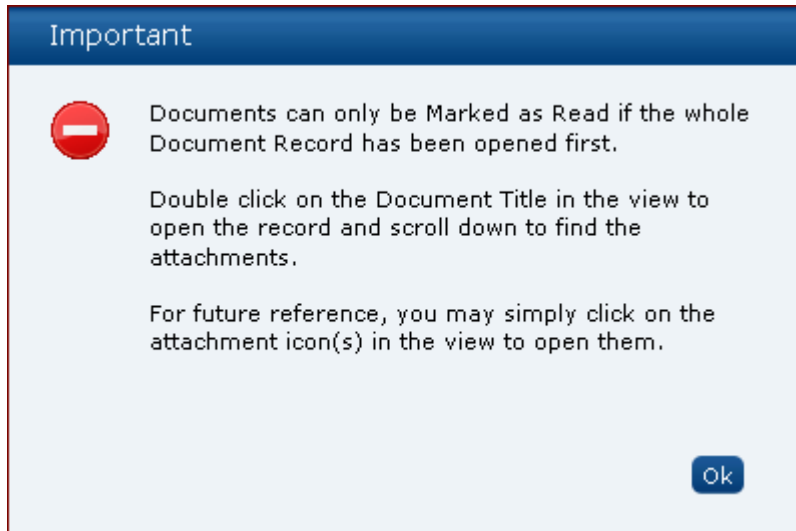 Important
Documents can only be Marked as Read if the whole
Document Record has been opened first.
Double click on the Document Title in the view to
open the record and scroll down to find the
attachments.
For future reference, you may simply click on the
attachment icon(s) in the view to open them.
Ok